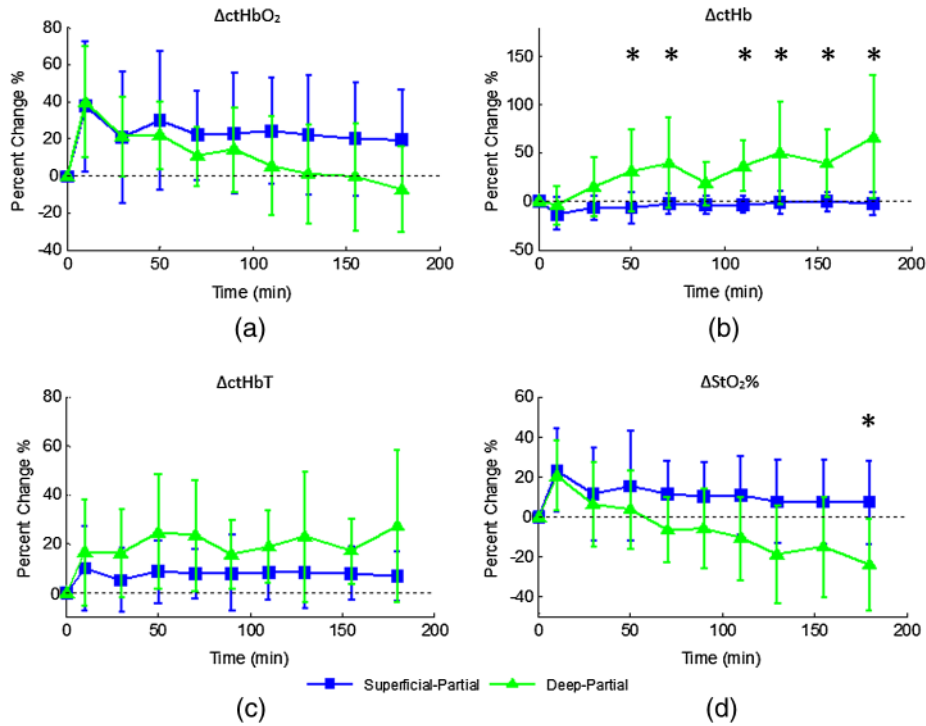 ΔctHbO₂
80
60
40
20
0
-20
-40
Percent Change %
0 50 100 150 200
Time (min)
(a)
ΔctHb
150
100
50
0
-50
Percent Change %
* * * * * *
0 50 100 150 200
Time (min)
(b)
ΔctHbT
80
60
40
20
0
Percent Change %
0 50 100 150 200
Time (min)
(c)
ΔStO₂%
60
40
20
0
-20
-40
Percent Change %
*
0 50 100 150 200
Time (min)
(d)
Superficial-Partial Deep-Partial